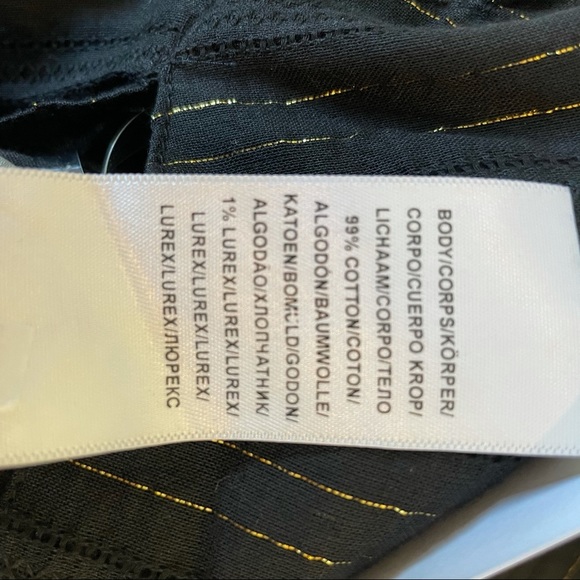 BODY/CORPS/KÖRPER/
CORPO/CUERPO KROP/
LICHAAM/CORPO/ТЕЛО
99% COTTON/COTON/
ALGODÓN/BAUMWOLLE/
KATOEN/BOMULD/GODON/
ALGODÃO/ХЛОПЧАТНИК/
1% LUREX/LUREX/LUREX/
LUREX/LUREX/LUREX/
LUREX/LUREX/ЛЮРЕКС